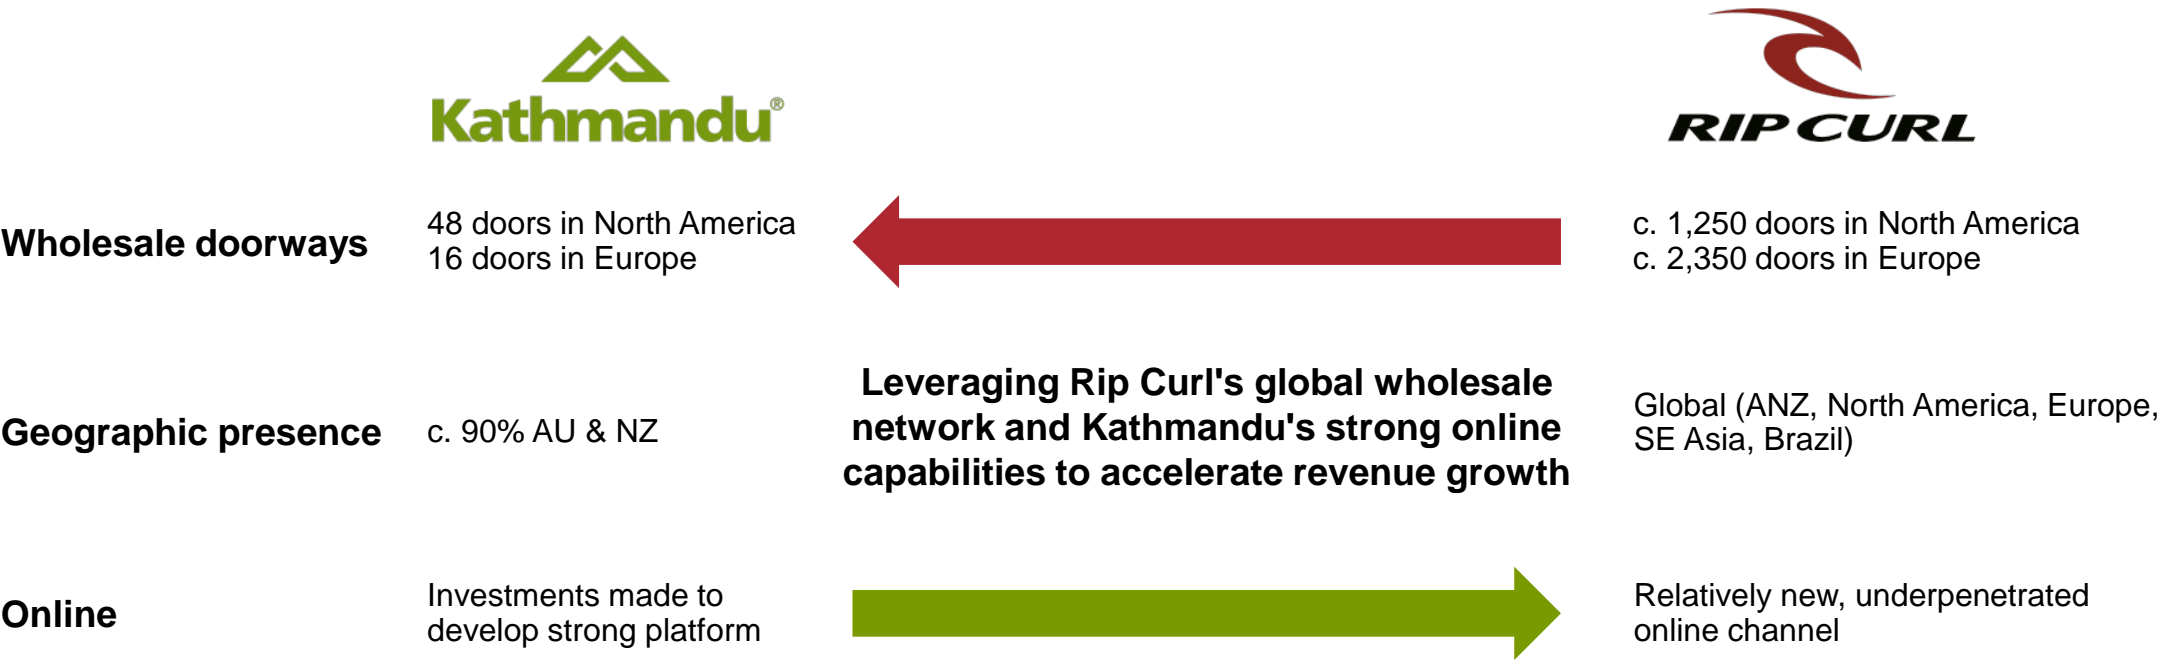 Kathmandu®
RIP CURL
Wholesale doorways
48 doors in North America
16 doors in Europe
c. 1,250 doors in North America
c. 2,350 doors in Europe
Geographic presence
c. 90% AU & NZ
Leveraging Rip Curl's global wholesale
network and Kathmandu's strong online
capabilities to accelerate revenue growth
Global (ANZ, North America, Europe,
SE Asia, Brazil)
Online
Investments made to
develop strong platform
Relatively new, underpenetrated
online channel